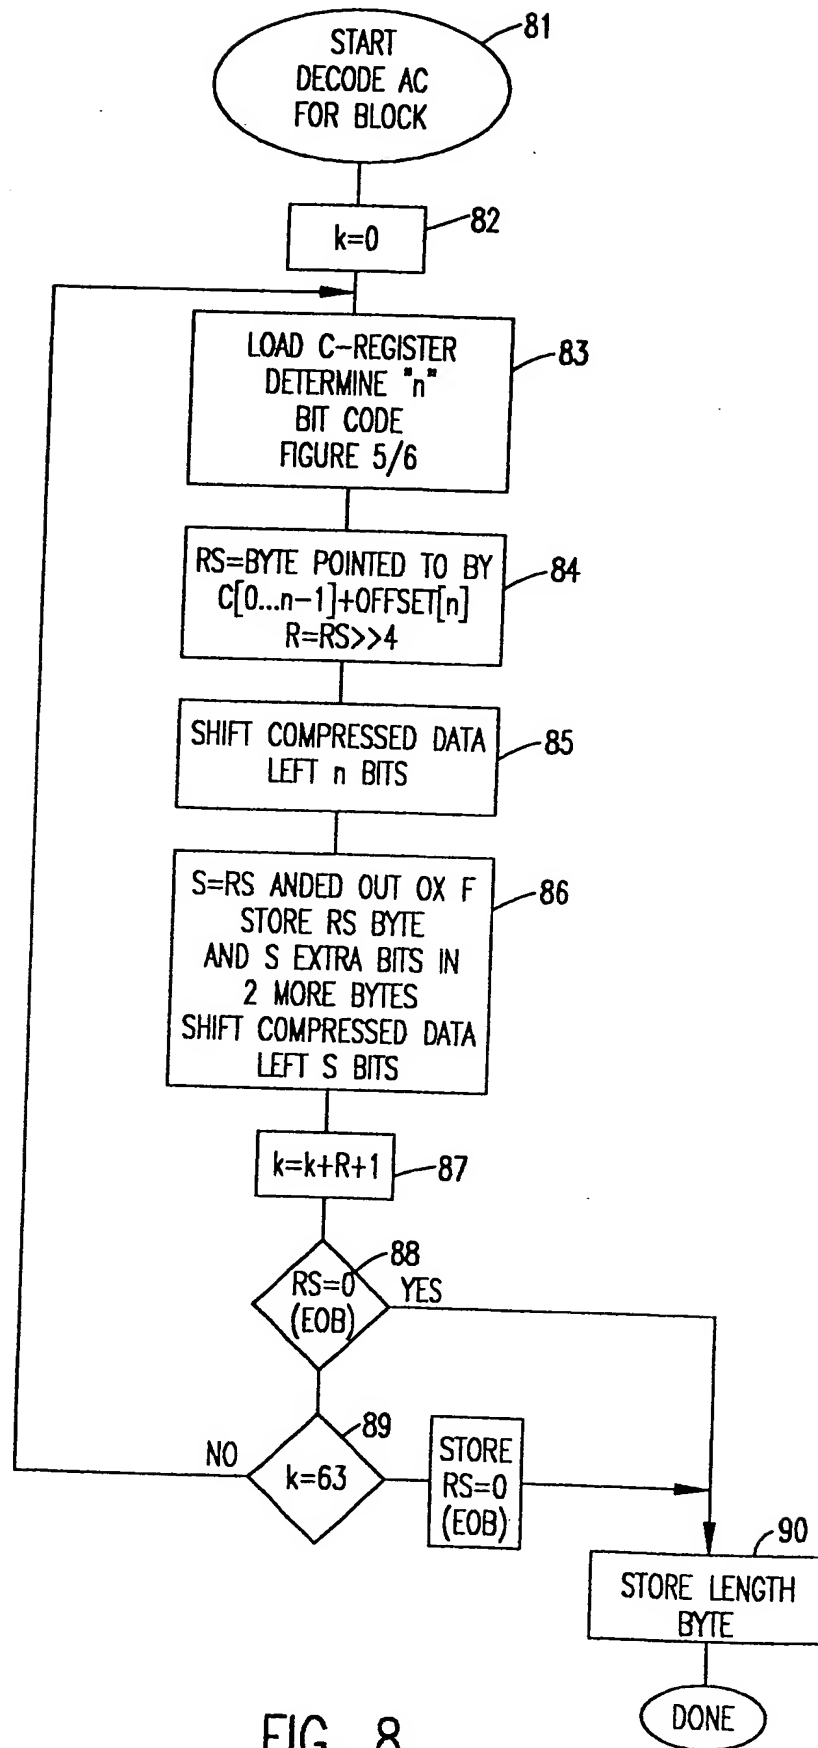 START
DECODE AC
FOR BLOCK
81
k=0
82
LOAD C-REGISTER
DETERMINE "n"
BIT CODE
FIGURE 5/6
83
RS=BYTE POINTED TO BY
C[0...n-1]+OFFSET[n]
R=RS>>4
84
SHIFT COMPRESSED DATA
LEFT n BITS
85
S=RS ANDED OUT OX F
STORE RS BYTE
AND S EXTRA BITS IN
2 MORE BYTES
SHIFT COMPRESSED DATA
LEFT S BITS
86
k=k+R+1
87
88
RS=0
(EOB)
YES
89
NO
k=63
STORE
RS=0
(EOB)
90
STORE LENGTH
BYTE
DONE
FIG. 8